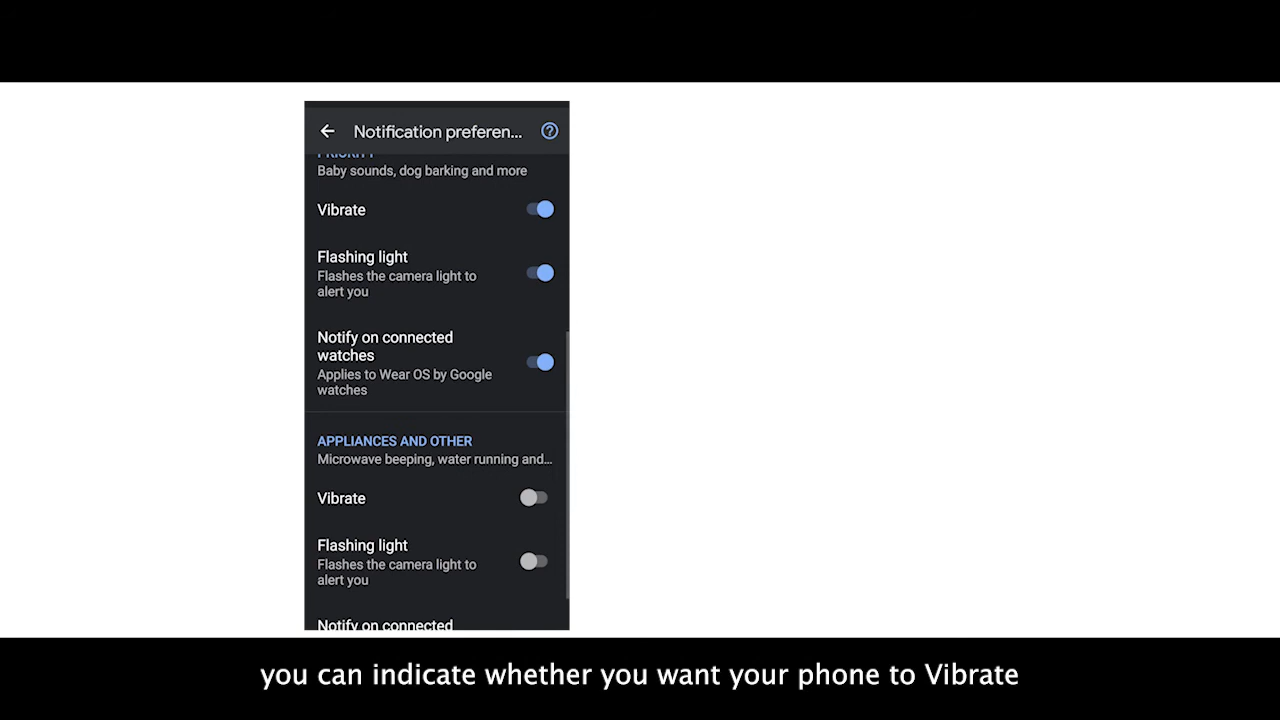 Notification preferen...
PRIORITY
Baby sounds, dog barking and more
Vibrate
Flashing light
Flashes the camera light to
alert you
Notify on connected
watches
Applies to Wear OS by Google
watches
APPLIANCES AND OTHER
Microwave beeping, water running and...
Vibrate
Flashing light
Flashes the camera light to
alert you
Notify on connected
you can indicate whether you want your phone to Vibrate